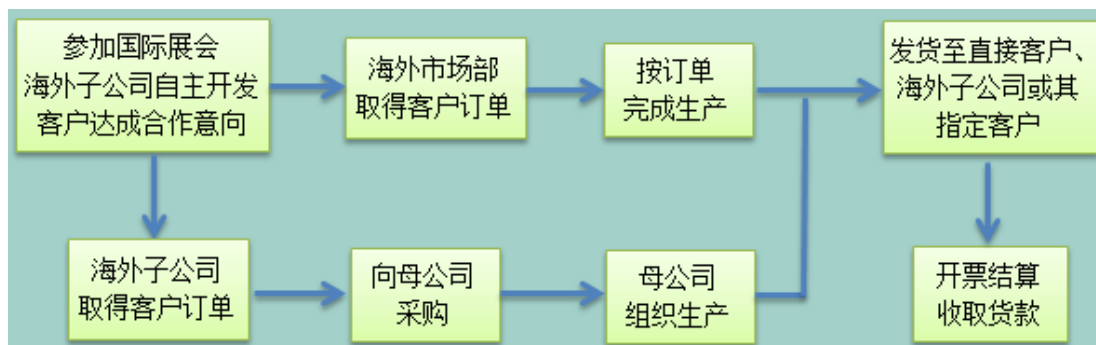 参加国际展会
海外子公司自主开发
客户达成合作意向
海外市场部
取得客户订单
按订单
完成生产
发货至直接客户、
海外子公司或其
指定客户
海外子公司
取得客户订单
向母公司
采购
母公司
组织生产
开票结算
收取货款